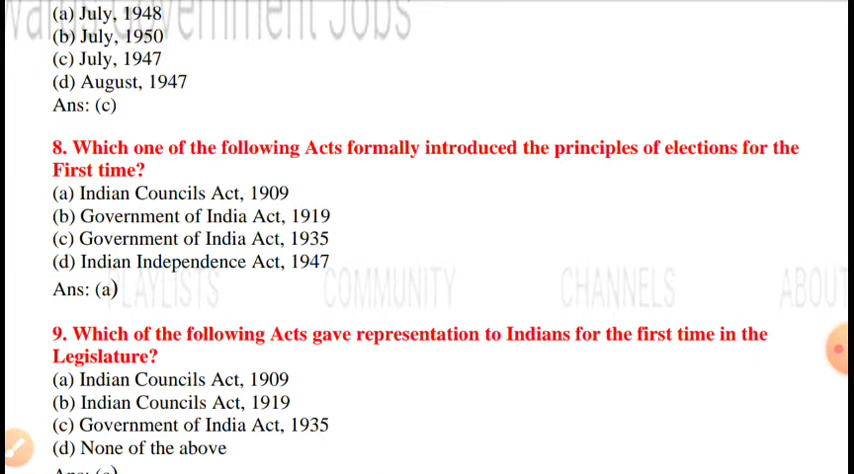 vernment Jobs
(a) July, 1948
(b) July, 1950
(c) July, 1947
(d) August, 1947
Ans: (c)
8. Which one of the following Acts formally introduced the principles of elections for the
First time?
(a) Indian Councils Act, 1909
(b) Government of India Act, 1919
(c) Government of India Act, 1935
(d) Indian Independence Act, 1947
PLAYLISTS COMMUNITY CHANNELS ABOUT
Ans: (a)
9. Which of the following Acts gave representation to Indians for the first time in the
Legislature?
(a) Indian Councils Act, 1909
(b) Indian Councils Act, 1919
(c) Government of India Act, 1935
(d) None of the above